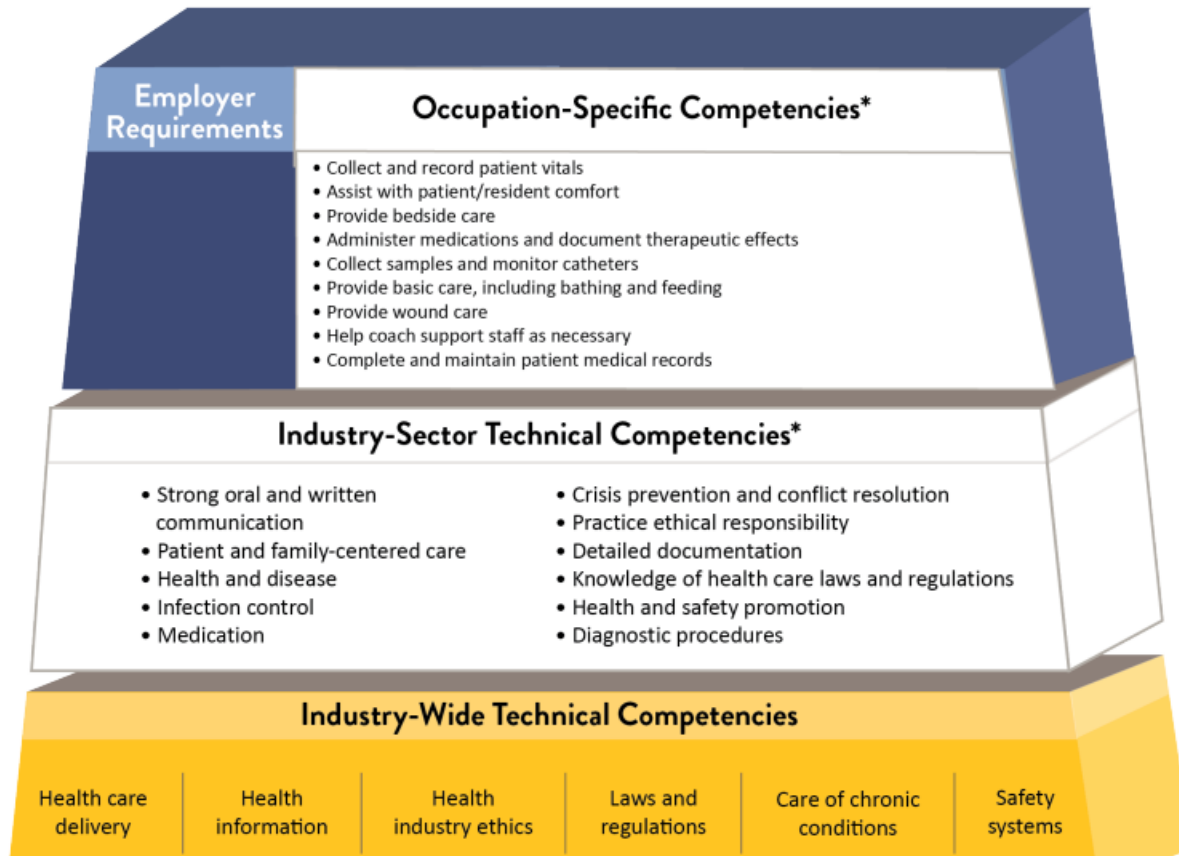 Employer
Requirements
Occupation-Specific Competencies*
• Collect and record patient vitals
• Assist with patient/resident comfort
• Provide bedside care
• Administer medications and document therapeutic effects
• Collect samples and monitor catheters
• Provide basic care, including bathing and feeding
• Provide wound care
• Help coach support staff as necessary
• Complete and maintain patient medical records
Industry-Sector Technical Competencies*
• Strong oral and written
communication
• Patient and family-centered care
• Health and disease
• Infection control
• Medication
• Crisis prevention and conflict resolution
• Practice ethical responsibility
• Detailed documentation
• Knowledge of health care laws and regulations
• Health and safety promotion
• Diagnostic procedures
Industry-Wide Technical Competencies
Health care
delivery
Health
information
Health
industry ethics
Laws and
regulations
Care of chronic
conditions
Safety
systems